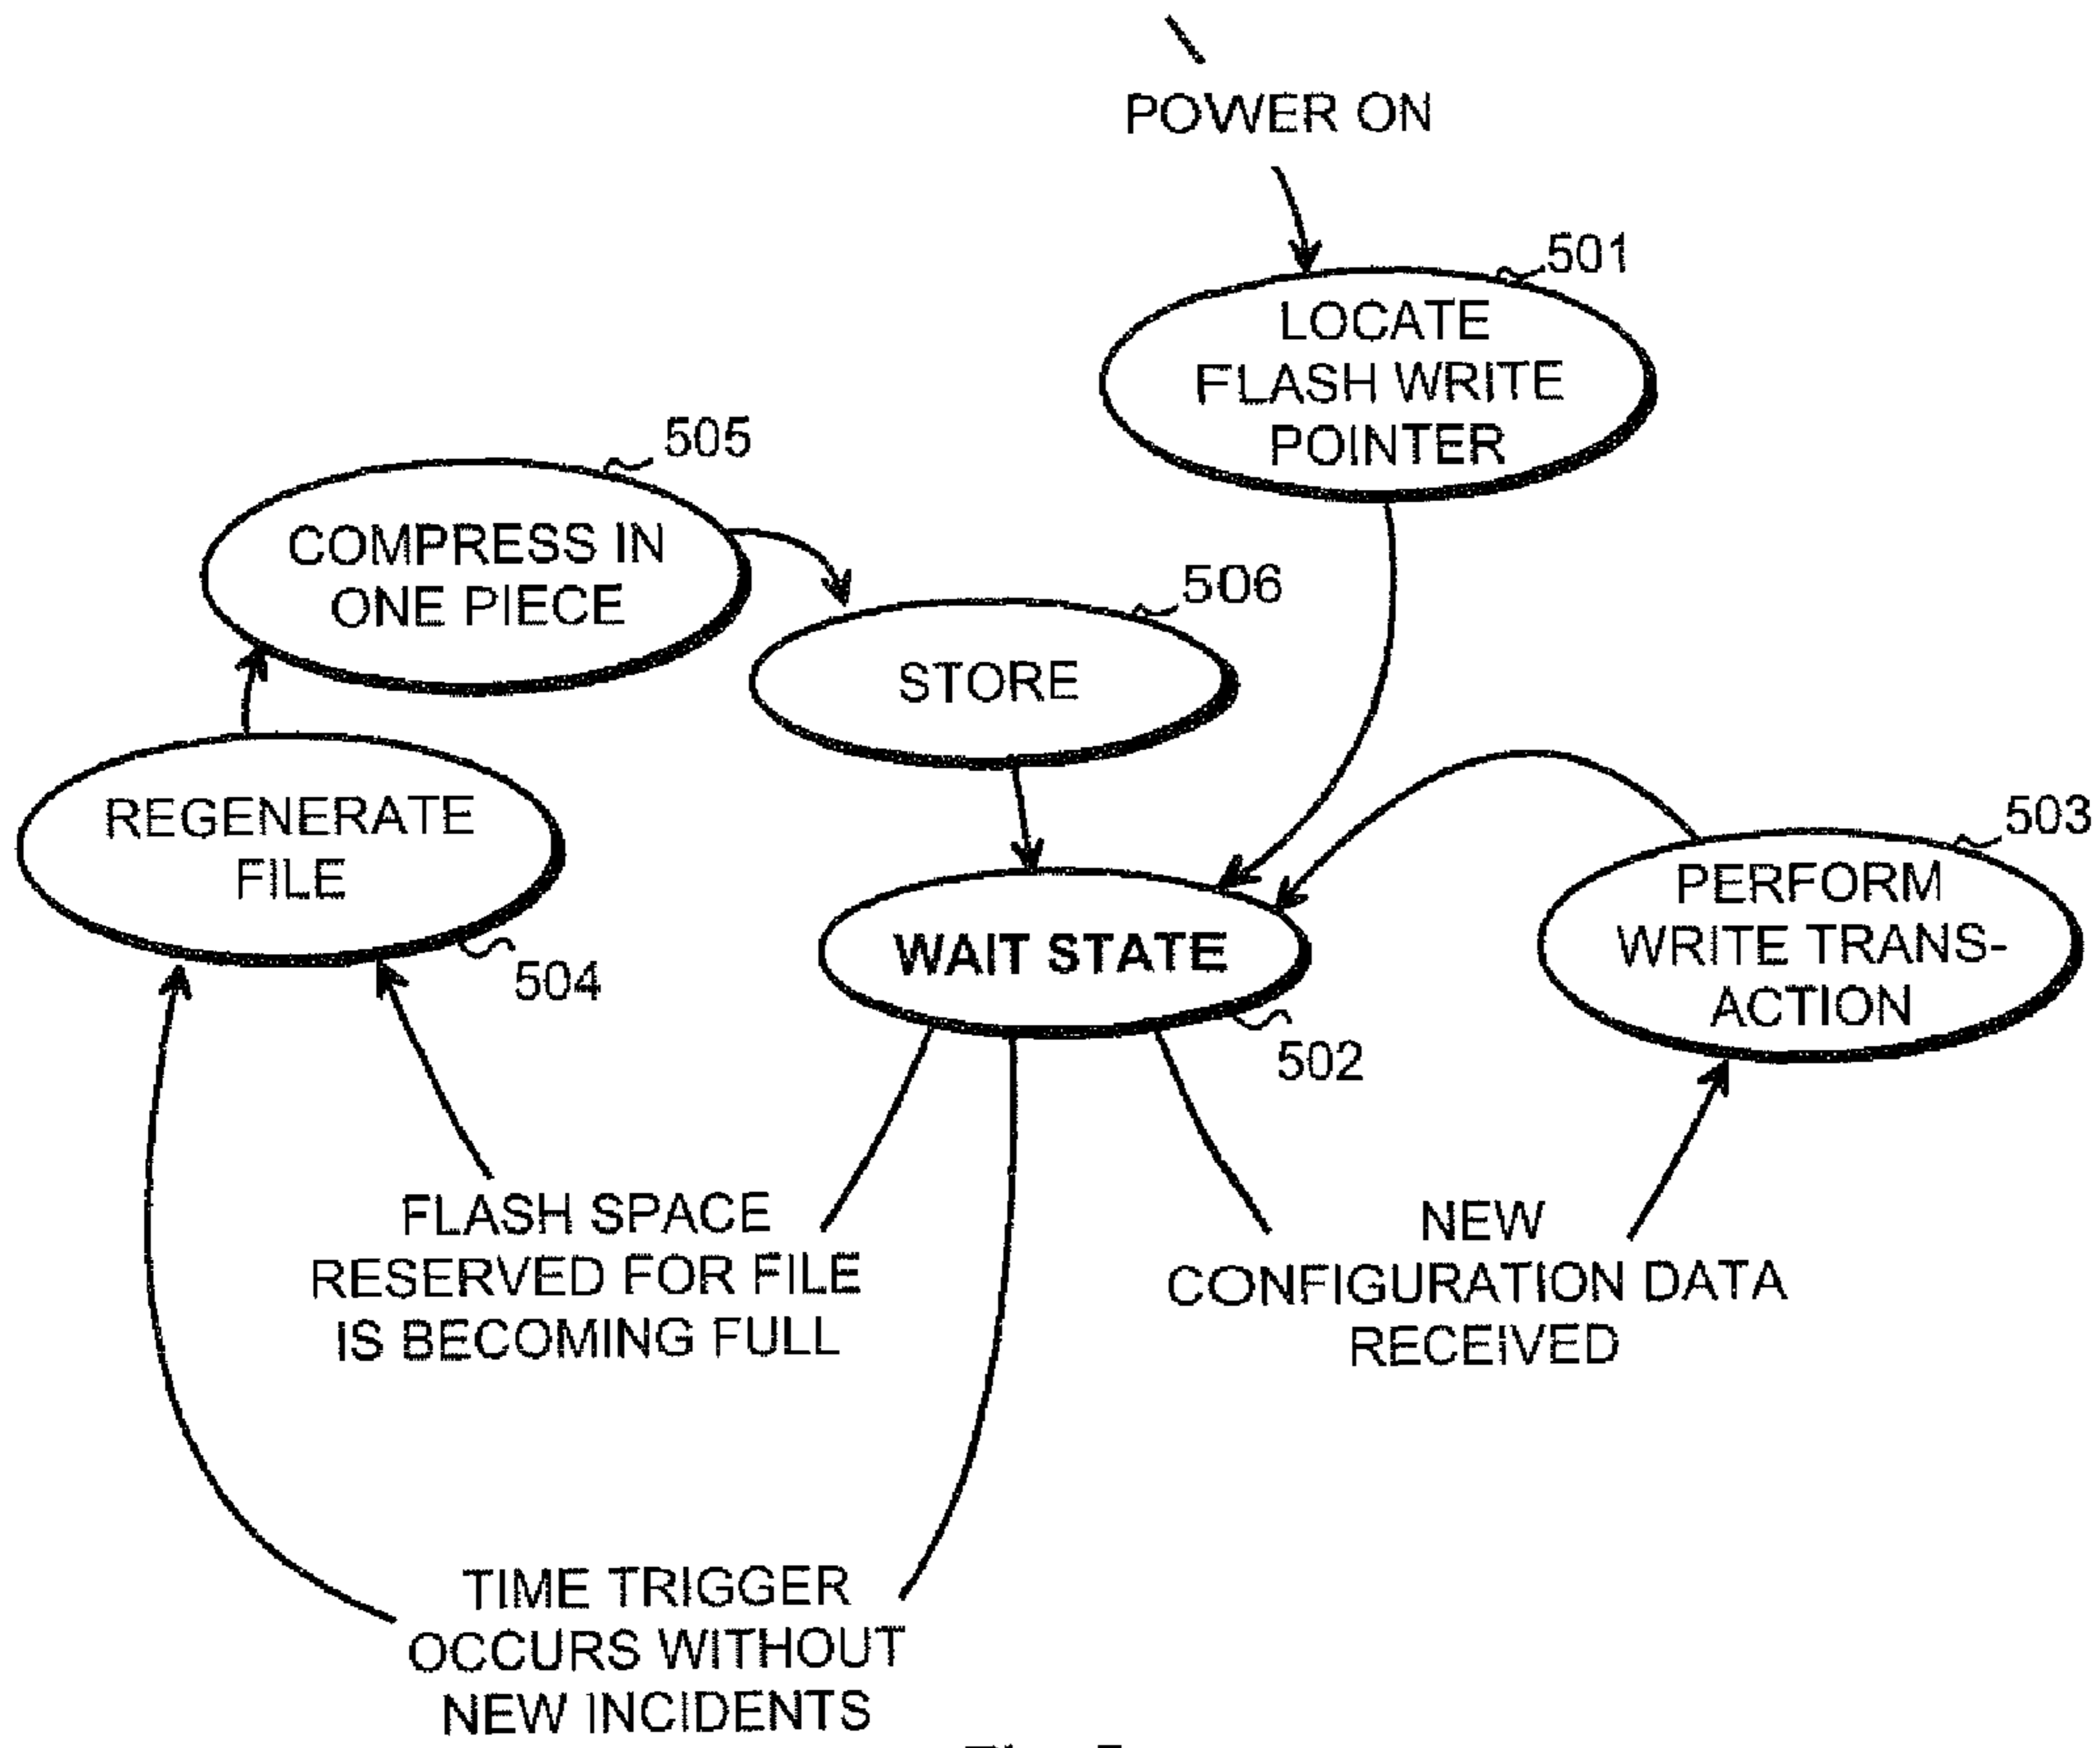 POWER ON
501
LOCATE
FLASH WRITE
POINTER
505
COMPRESS IN
ONE PIECE
506
STORE
REGENERATE
FILE
504
503
PERFORM
WRITE TRANS-
ACTION
WAIT STATE
502
FLASH SPACE
RESERVED FOR FILE
IS BECOMING FULL
NEW
CONFIGURATION DATA
RECEIVED
TIME TRIGGER
OCCURS WITHOUT
NEW INCIDENTS